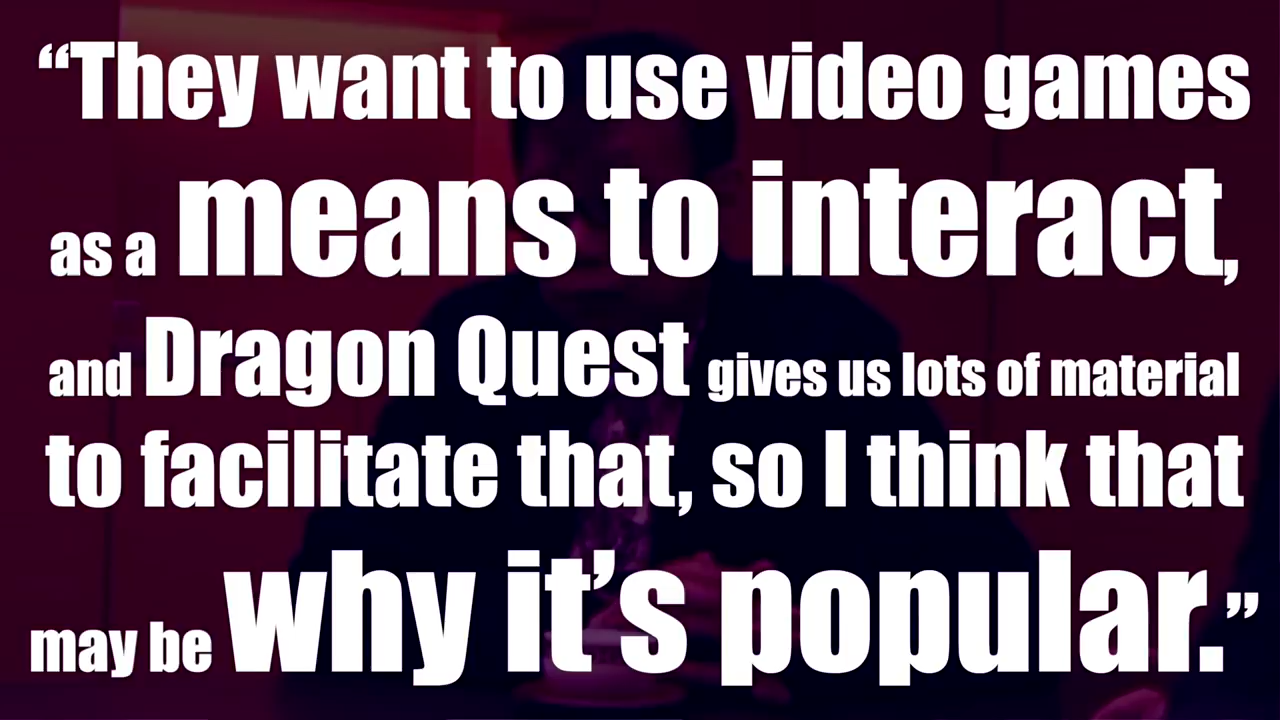 “They want to use video games
as a means to interact,
and Dragon Quest gives us lots of material
to facilitate that, so I think that
may be why it’s popular.”